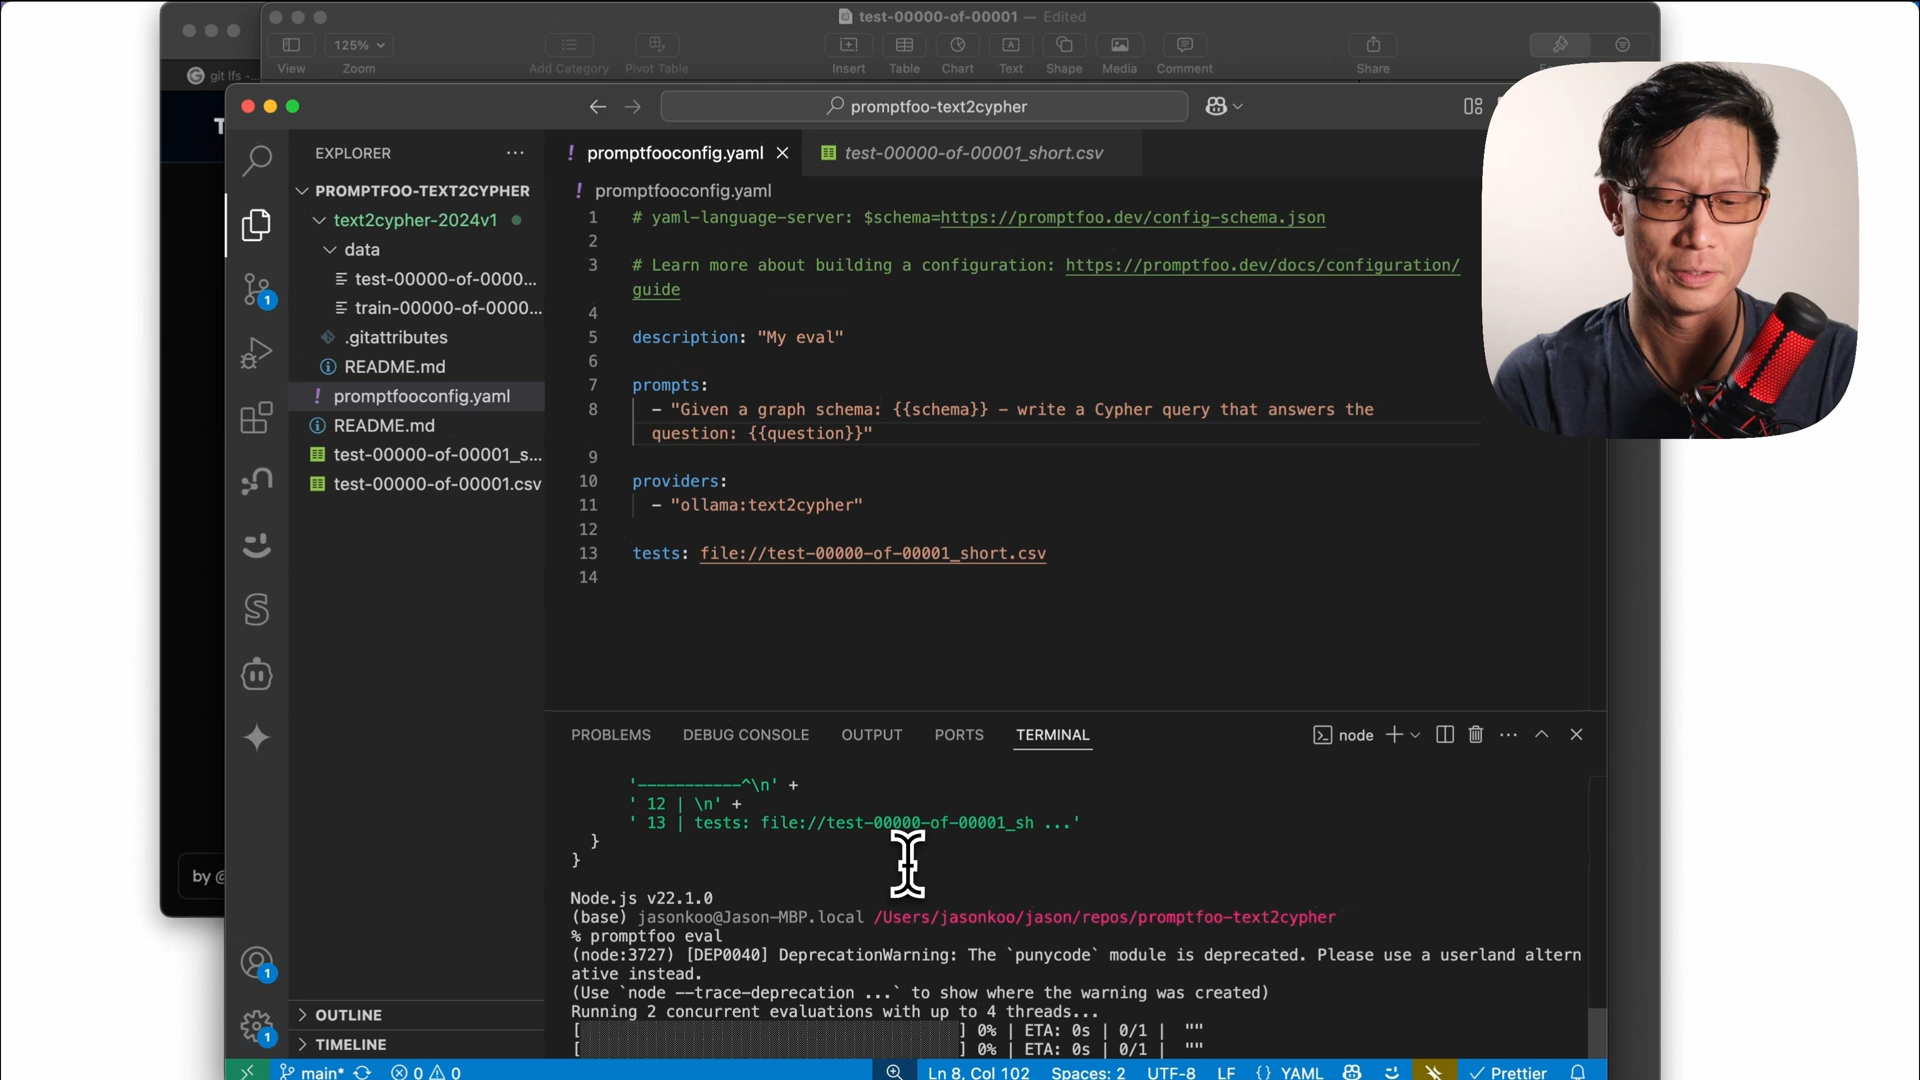 test-00000-of-00001 — Edited
125%
View
Zoom
Add Category
Pivot Table
Insert
Table
Chart
Text
Shape
Media
Comment
Share
git lfs -...
T
by @
promptfoo-text2cypher
EXPLORER
PROMPTFOO-TEXT2CYPHER
text2cypher-2024v1
data
test-00000-of-0000...
train-00000-of-0000...
.gitattributes
README.md
promptfooconfig.yaml
README.md
test-00000-of-00001_s...
test-00000-of-00001.csv
OUTLINE
TIMELINE
1
1
1
promptfooconfig.yaml
test-00000-of-00001_short.csv
promptfooconfig.yaml
1 # yaml-language-server: $schema=https://promptfoo.dev/config-schema.json
2
3 # Learn more about building a configuration: https://promptfoo.dev/docs/configuration/
guide
4
5 description: "My eval"
6
7 prompts:
8 - "Given a graph schema: {{schema}} - write a Cypher query that answers the
question: {{question}}"
9
10 providers:
11 - "ollama:text2cypher"
12
13 tests: file://test-00000-of-00001_short.csv
14
PROBLEMS
DEBUG CONSOLE
OUTPUT
PORTS
TERMINAL
node
'-----------^\n' +
' 12 | \n' +
' 13 | tests: file://test-00000-of-00001_sh ...'
}
}
Node.js v22.1.0
(base) jasonkoo@Jason-MBP.local /Users/jasonkoo/jason/repos/promptfoo-text2cypher
% promptfoo eval
(node:3727) [DEP0040] DeprecationWarning: The `punycode` module is deprecated. Please use a userland altern
ative instead.
(Use `node --trace-deprecation ...` to show where the warning was created)
Running 2 concurrent evaluations with up to 4 threads...
[ ] 0% | ETA: 0s | 0/1 | ""
[ ] 0% | ETA: 0s | 0/1 | ""
main*
0 0
Ln 8, Col 102
Spaces: 2
UTF-8
LF
{} YAML
Prettier